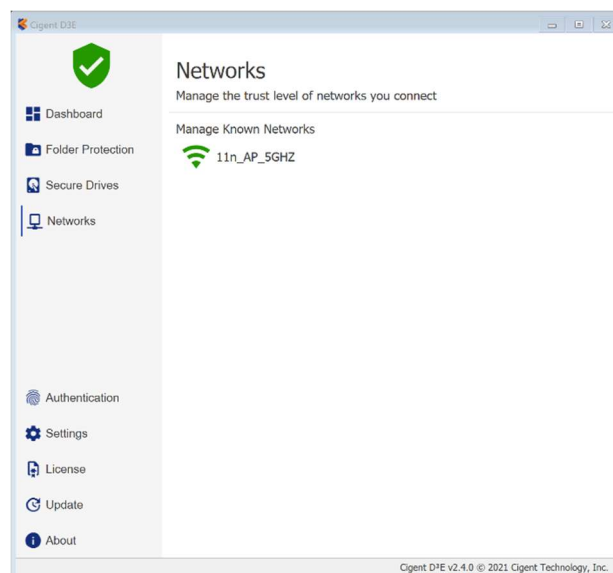 Cigent D3E
Networks
Manage the trust level of networks you connect
Manage Known Networks
11n_AP_5GHZ
Dashboard
Folder Protection
Secure Drives
Networks
Authentication
Settings
License
Update
About
Cigent D³E v2.4.0 © 2021 Cigent Technology, Inc.